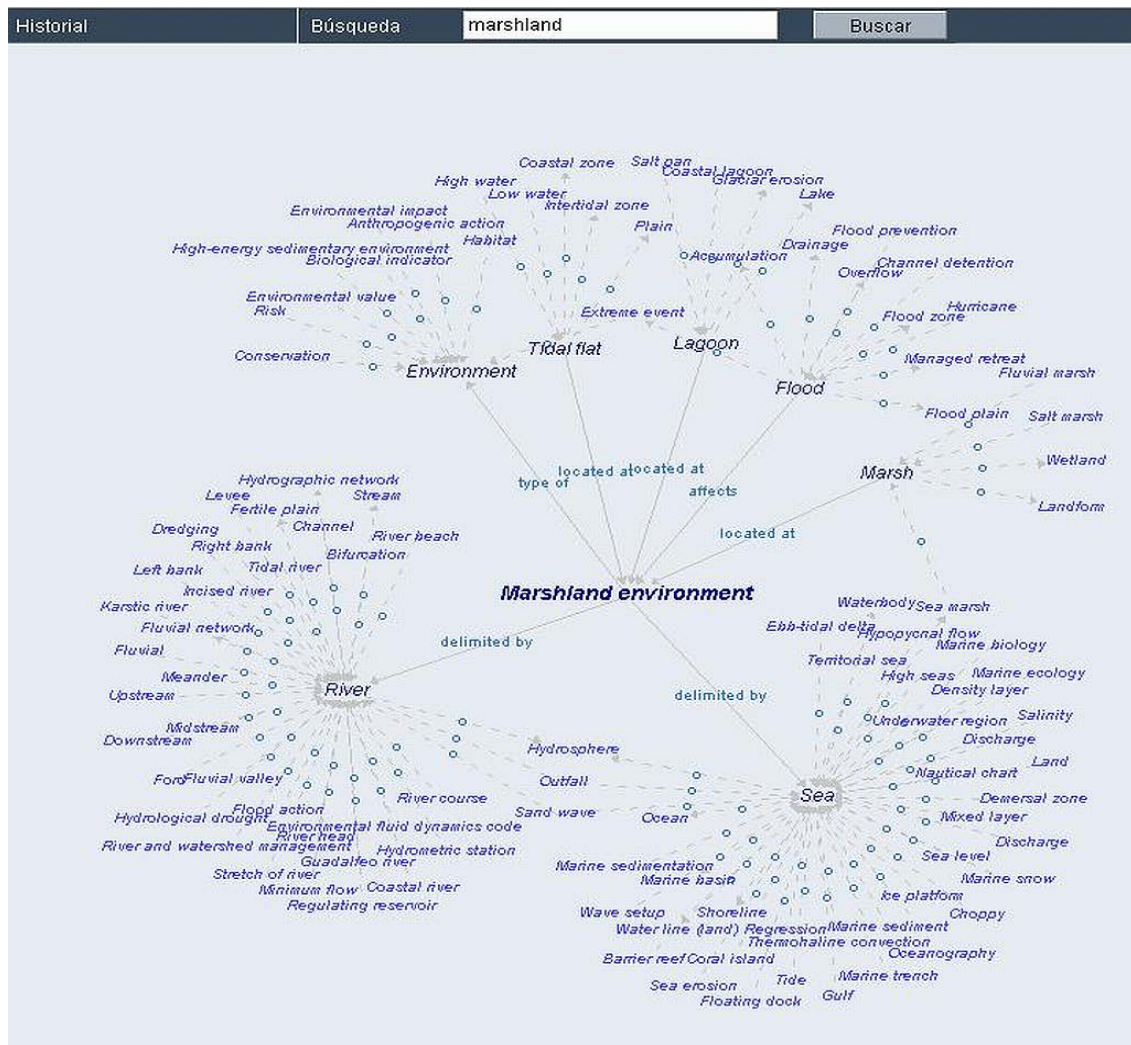 Historial Búsqueda marshland Buscar
Coastal zone
Salt pan
Coastal lagoon
Glaciar erosion
High water
Low water
Lake
Intertidal zone
Environmental impact
Anthropogenic action
Plain
Flood prevention
Habitat
Drainage
High-energy sedimentary environment
Biological indicator
Accumulation
Channel detention
Overflow
Environmental value
Risk
Extreme event
Hurricane
Flood zone
Conservation
Tidal flat
Lagoon
Environment
Managed retreat
Flood
Fluvial marsh
Flood plain
Salt marsh
Wetland
Marsh
Landform
located at
located at
type of
affects
located at
Marshland environment
delimited by
delimited by
Hydrographic network
Levee
Stream
Fertile plain
Dredging
Channel
River beach
Right bank
Bifurcation
Left bank
Tidal river
Incised river
Karstic river
Fluvial network
Fluvial
Meander
Upstream
River
Midstream
Downstream
Ford
Fluvial valley
Hydrosphere
Outfall
River course
Sand wave
Flood action
Hydrological drought
Environmental fluid dynamics code
River head
River and watershed management
Hydrometric station
Guadalfeo river
Stretch of river
Minimum flow
Coastal river
Regulating reservoir
Waterbody
Sea marsh
Ebb-tidal delta
Hypopycnal flow
Marine biology
Territorial sea
High seas
Marine ecology
Density layer
Underwater region
Salinity
Discharge
Land
Nautical chart
Sea
Demersal zone
Ocean
Mixed layer
Discharge
Sea level
Marine sedimentation
Marine basin
Marine snow
Ice platform
Wave setup
Shoreline
Choppy
Water line (land)
Regression
Marine sediment
Thermohaline convection
Oceanography
Barrier reef
Coral island
Marine trench
Sea erosion
Tide
Floating dock
Gulf